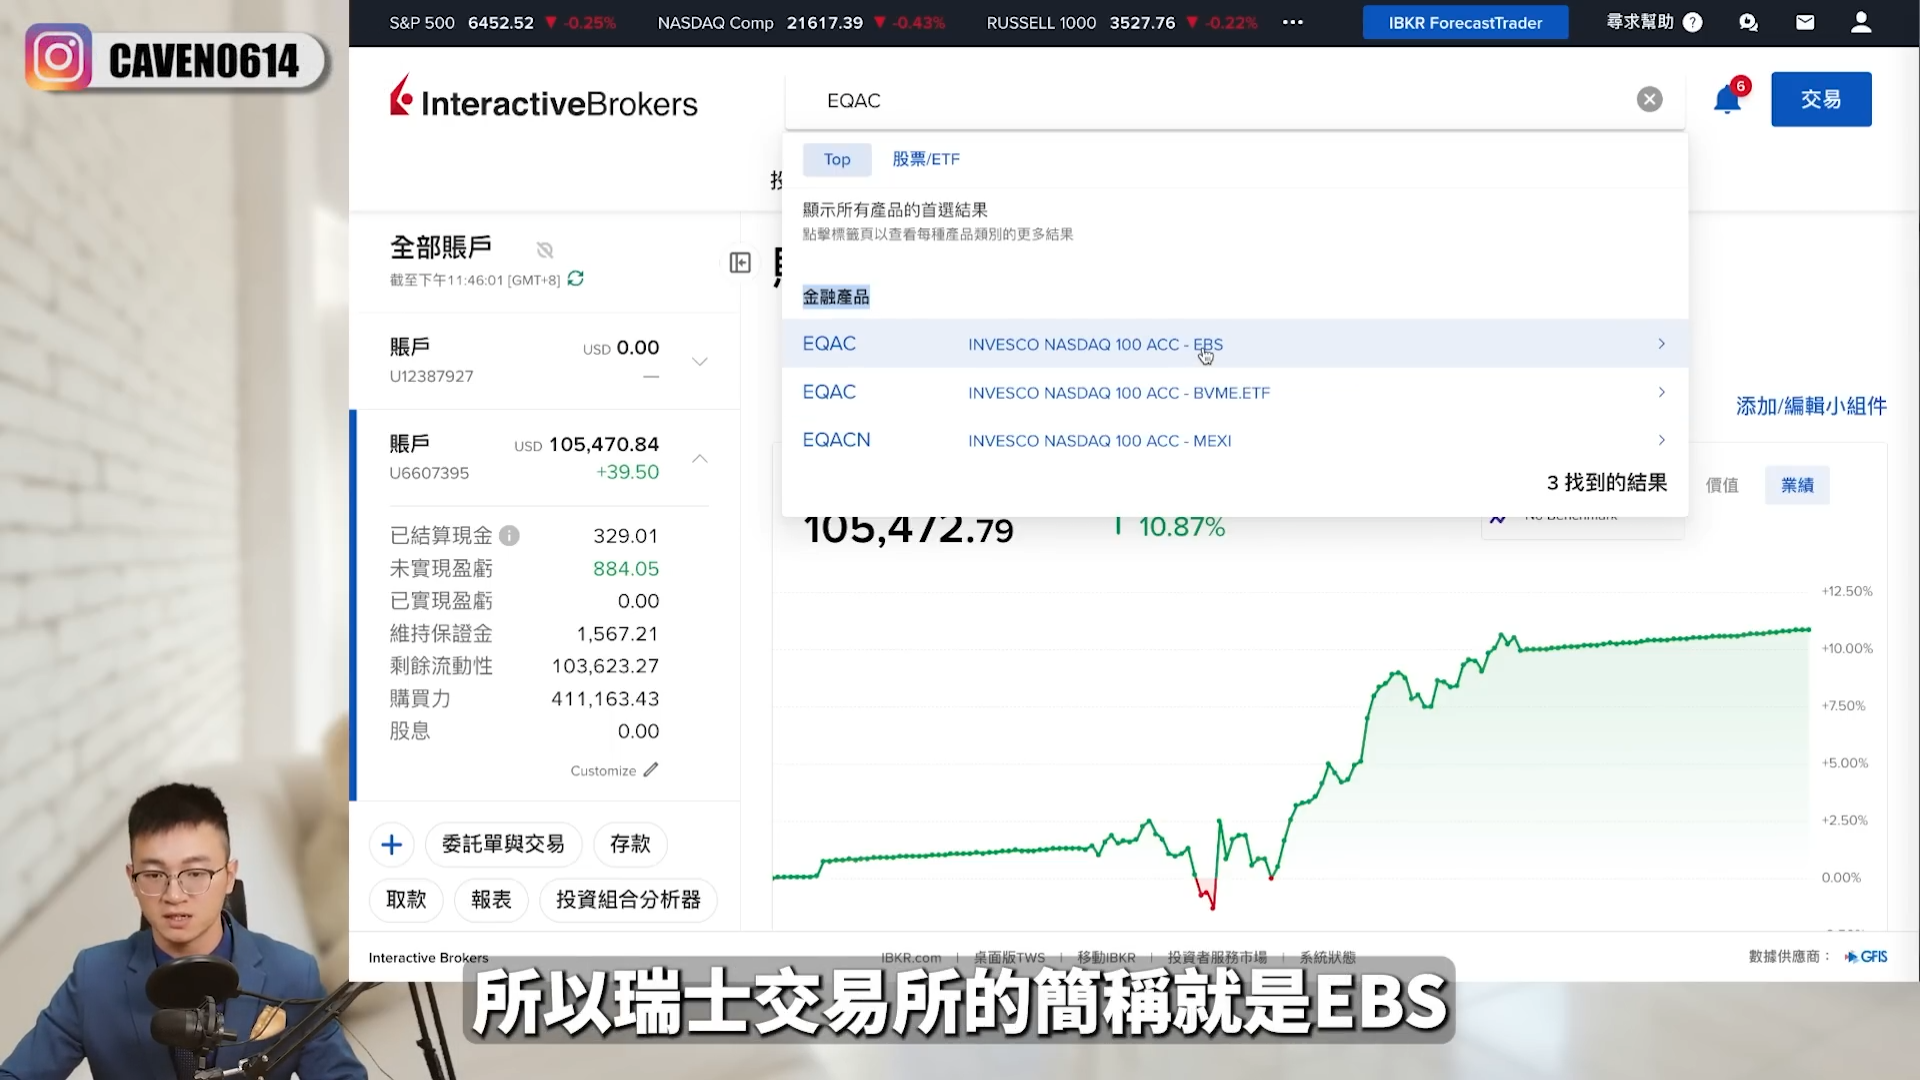 CAVEN0614
S&P 500 6452.52 ▼ -0.25% NASDAQ Comp 21617.39 ▼ -0.43% RUSSELL 1000 3527.76 ▼ -0.22% ••• IBKR ForecastTrader 尋求幫助 ?
InteractiveBrokers
EQAC
6
交易
Top 股票/ETF
顯示所有產品的首選結果
點擊標籤頁以查看每種產品類別的更多結果
金融產品
EQAC INVESCO NASDAQ 100 ACC - EBS
EQAC INVESCO NASDAQ 100 ACC - BVME.ETF
EQACN INVESCO NASDAQ 100 ACC - MEXI
3 找到的結果
全部賬戶
截至下午11:46:01 [GMT+8]
賬戶 USD 0.00
U12387927 —
賬戶 USD 105,470.84
U6607395 +39.50
已結算現金 329.01
未實現盈虧 884.05
已實現盈虧 0.00
維持保證金 1,567.21
剩餘流動性 103,623.27
購買力 411,163.43
股息 0.00
Customize
委託單與交易 存款
取款 報表 投資組合分析器
添加/編輯小組件
價值 業績
105,472.79 10.87%
No Benchmark
+12.50%
+10.00%
+7.50%
+5.00%
+2.50%
0.00%
Interactive Brokers
IBKR.com | 桌面版TWS | 移動IBKR | 投資者服務市場 | 系統狀態
數據供應商： GFIS
所以瑞士交易所的簡稱就是EBS